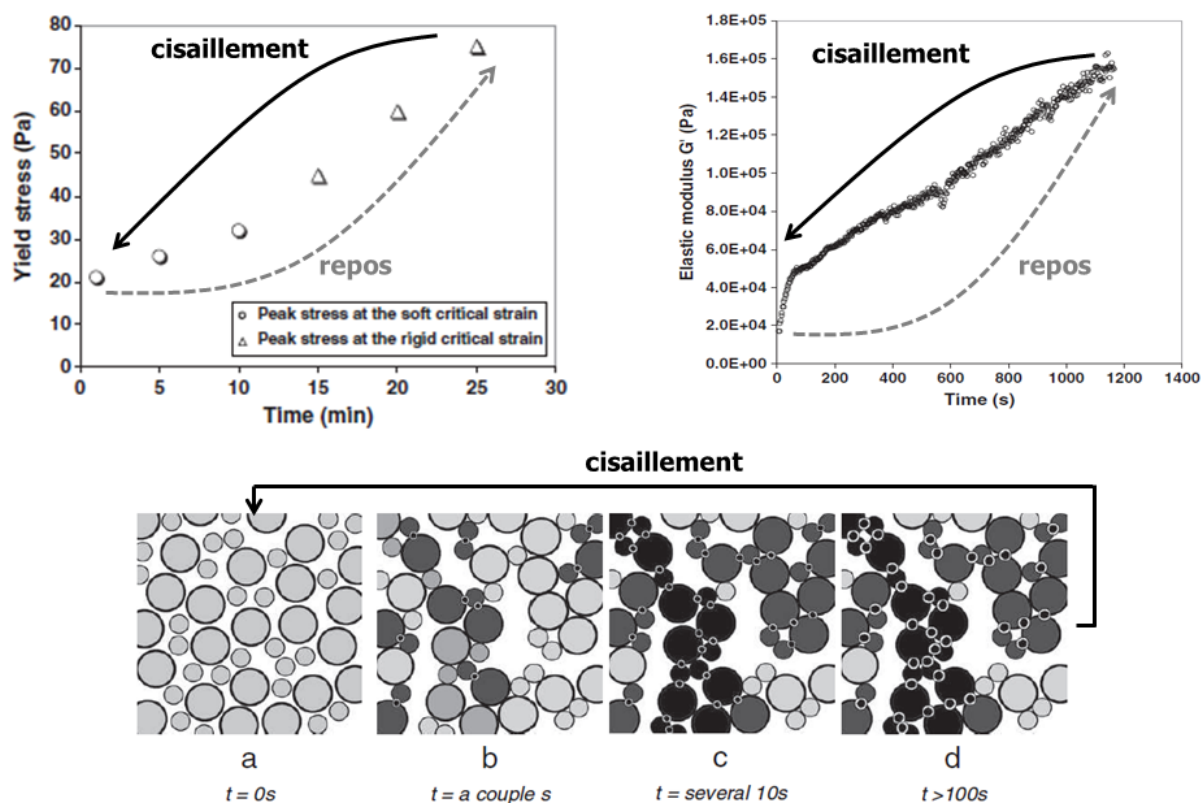 80
70
60
50
40
30
20
10
0
Yield stress (Pa)
cisaillement
repos
Peak stress at the soft critical strain
Peak stress at the rigid critical strain
0 5 10 15 20 25 30
Time (min)
1.8E+05
1.6E+05
1.4E+05
1.2E+05
1.0E+05
8.0E+04
6.0E+04
4.0E+04
2.0E+04
0.0E+00
Elastic modulus G' (Pa)
cisaillement
repos
0 200 400 600 800 1000 1200 1400
Time (s)
cisaillement
a b c d
t = 0s t = a couple s t = several 10s t >100s